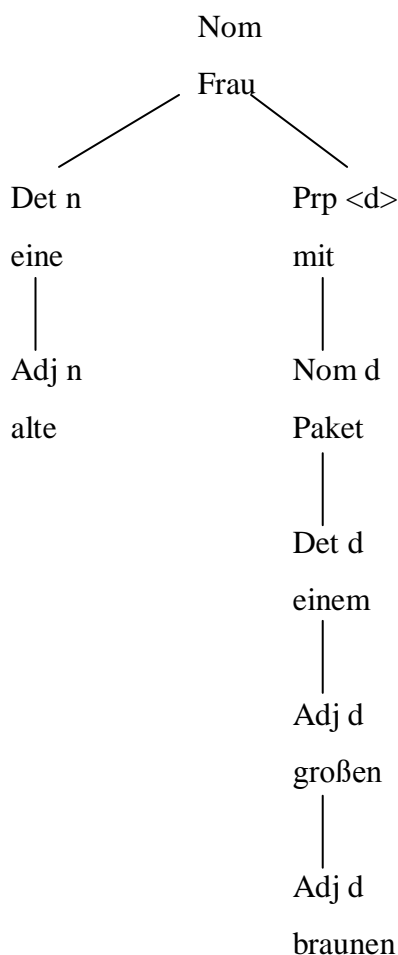 Nom
Frau
Det n
Prp <d>
eine
mit
Adj n
Nom d
alte
Paket
Det d
einem
Adj d
großen
Adj d
braunen